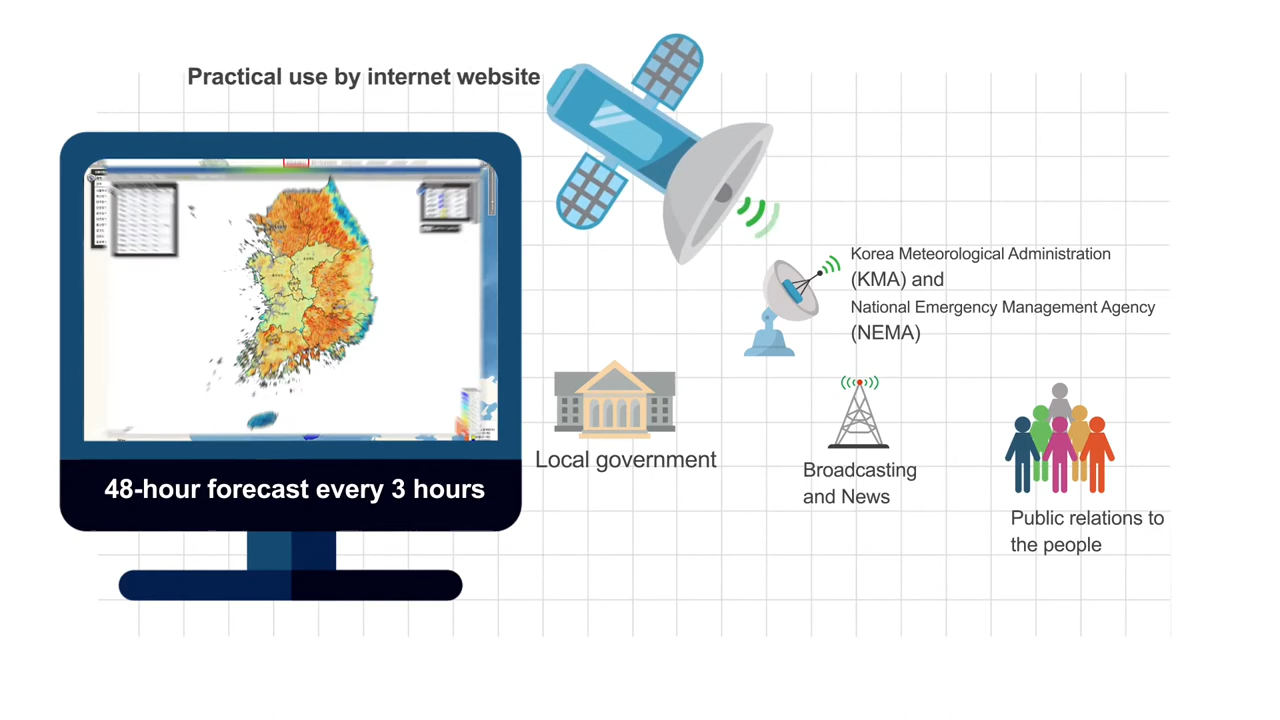 Practical use by internet website
48-hour forecast every 3 hours
Korea Meteorological Administration
(KMA) and
National Emergency Management Agency
(NEMA)
Local government
Broadcasting
and News
Public relations to
the people